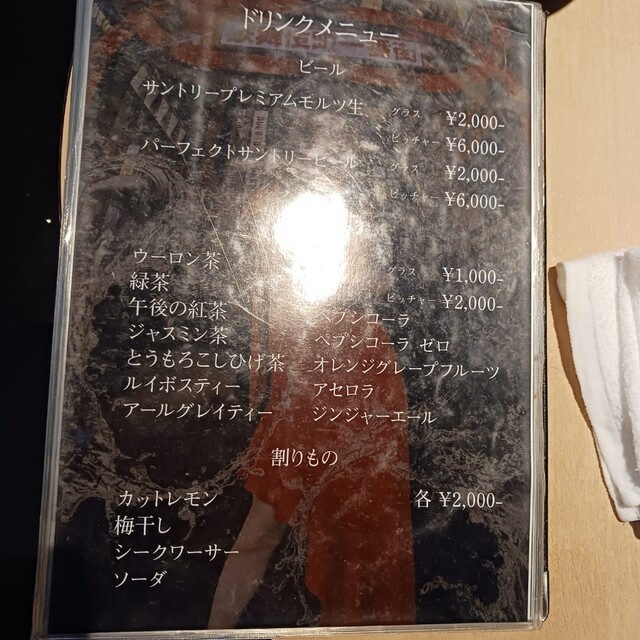 ドリンクメニュー
ビール
サントリープレミアムモルツ生 グラス ¥2,000-
ピッチャー ¥6,000-
パーフェクトサントリービール グラス ¥2,000-
ピッチャー ¥6,000-
ウーロン茶 グラス ¥1,000-
緑茶 ピッチャー ¥2,000-
午後の紅茶 ペプシコーラ
ジャスミン茶 ペプシコーラ ゼロ
とうもろこしひげ茶 オレンジグレープフルーツ
ルイボスティー アセロラ
アールグレイティー ジンジャーエール
割りもの
カットレモン 各 ¥2,000-
梅干し
シークワーサー
ソーダ